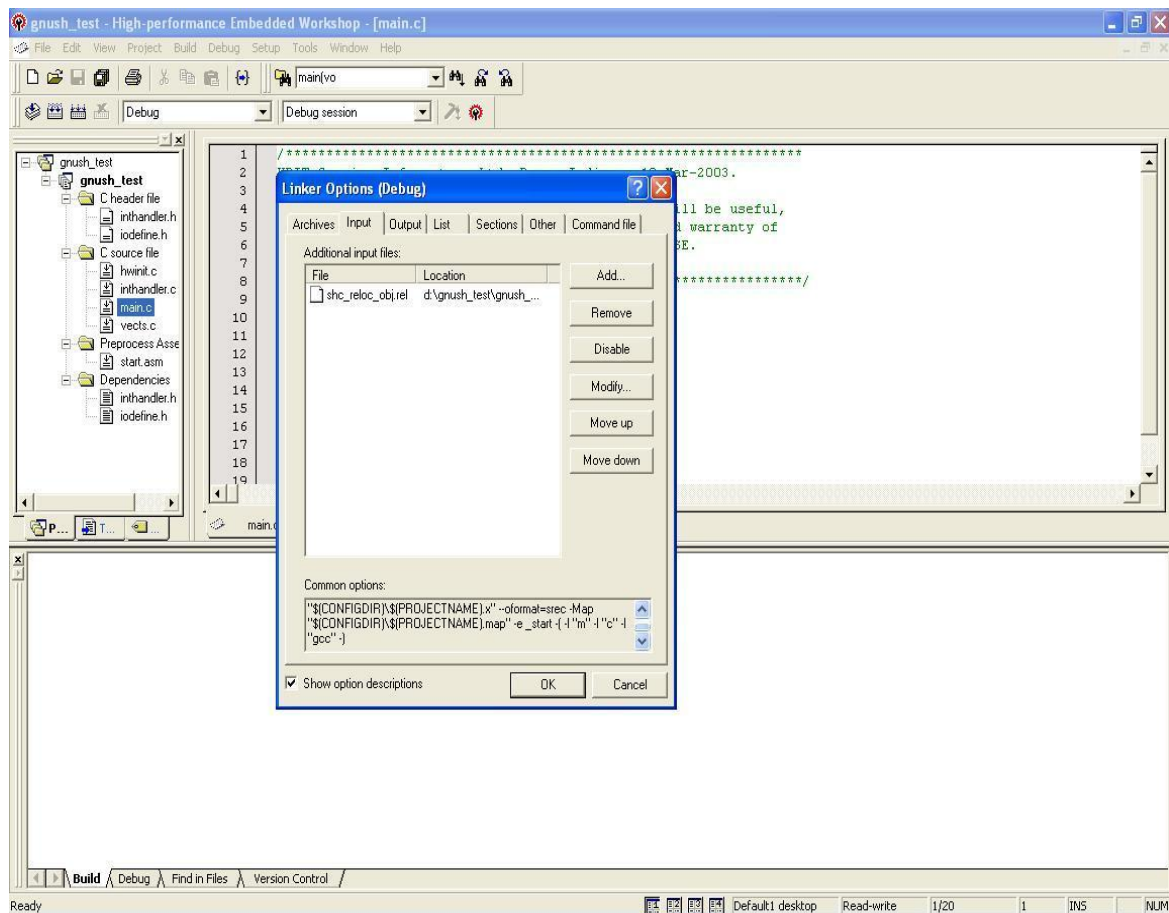 gnush_test - High-performance Embedded Workshop - [main.c]
File Edit View Project Build Debug Setup Tools Window Help
main(vo
Debug
Debug session
gnush_test
gnush_test
C header file
inthandler.h
iodefine.h
C source file
hwinit.c
inthandler.c
main.c
vects.c
Preprocess Asse
start.asm
Dependencies
inthandler.h
iodefine.h
P...
T...
...
1 /*****************************************************************
2 ar-2003.
3
4 ll be useful,
5 warranty of
6 SE.
7
8 ****************/
9
10
11
12
13
14
15
16
17
18
19
main.c
Linker Options (Debug)
Archives Input Output List Sections Other Command file
Additional input files:
File Location
shc_reloc_obj.rel d:\gnush_test\gnush_...
Add...
Remove
Disable
Modify...
Move up
Move down
Common options:
"$(CONFIGDIR)\$(PROJECTNAME).x" --oformat=srec -Map
"$(CONFIGDIR)\$(PROJECTNAME).map" -e _start -( -l "m" -l "c" -l
"gcc" -)
Show option descriptions
OK
Cancel
Build Debug Find in Files Version Control
Ready
1 2 3 4 Default1 desktop Read-write 1/20 1 INS NUM